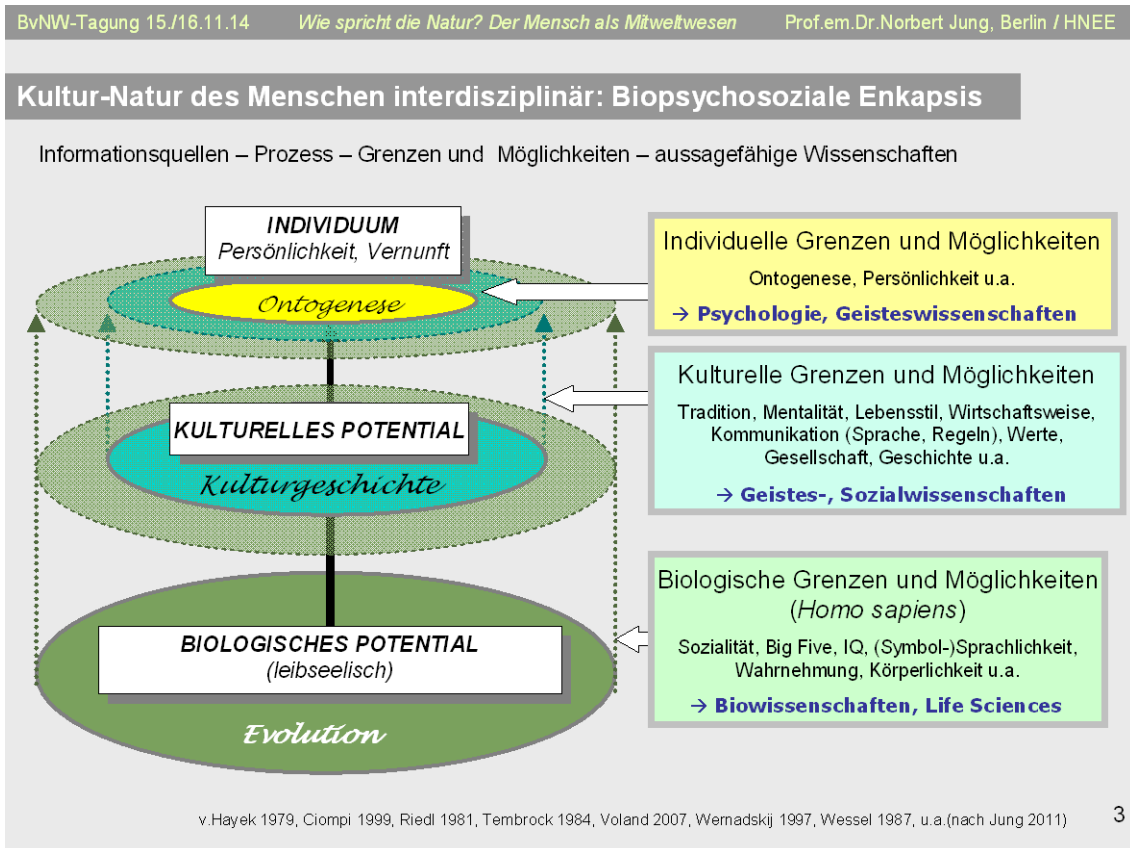 BvNW-Tagung 15./16.11.14 Wie spricht die Natur? Der Mensch als Mitweltwesen Prof.em.Dr.Norbert Jung, Berlin / HNEE
Kultur-Natur des Menschen interdisziplinär: Biopsychosoziale Enkapsis
Informationsquellen – Prozess – Grenzen und Möglichkeiten – aussagefähige Wissenschaften
INDIVIDUUM
Persönlichkeit, Vernunft
Ontogenese
Individuelle Grenzen und Möglichkeiten
Ontogenese, Persönlichkeit u.a.
→ Psychologie, Geisteswissenschaften
KULTURELLES POTENTIAL
Kulturgeschichte
Kulturelle Grenzen und Möglichkeiten
Tradition, Mentalität, Lebensstil, Wirtschaftsweise,
Kommunikation (Sprache, Regeln), Werte,
Gesellschaft, Geschichte u.a.
→ Geistes-, Sozialwissenschaften
BIOLOGISCHES POTENTIAL
(leibseelisch)
Evolution
Biologische Grenzen und Möglichkeiten
(Homo sapiens)
Sozialität, Big Five, IQ, (Symbol-)Sprachlichkeit,
Wahrnehmung, Körperlichkeit u.a.
→ Biowissenschaften, Life Sciences
v.Hayek 1979, Ciompi 1999, Riedl 1981, Tembrock 1984, Voland 2007, Wernadskij 1997, Wessel 1987, u.a.(nach Jung 2011)
3